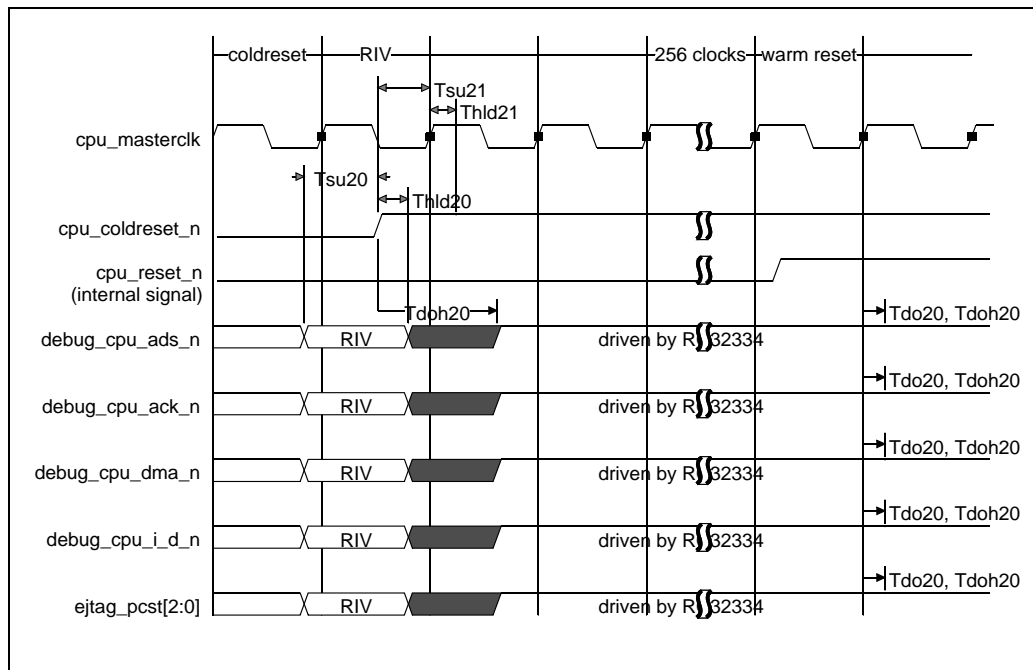 coldreset RIV 256 clocks warm reset
Tsu21
Thld21
cpu_masterclk
Tsu20
Thld20
cpu_coldreset_n
cpu_reset_n
(internal signal)
Tdoh20 Tdo20, Tdoh20
debug_cpu_ads_n RIV driven by R 32334
Tdo20, Tdoh20
debug_cpu_ack_n RIV driven by R 32334
Tdo20, Tdoh20
debug_cpu_dma_n RIV driven by R 32334
Tdo20, Tdoh20
debug_cpu_i_d_n RIV driven by R 32334
Tdo20, Tdoh20
ejtag_pcst[2:0] RIV driven by R 32334